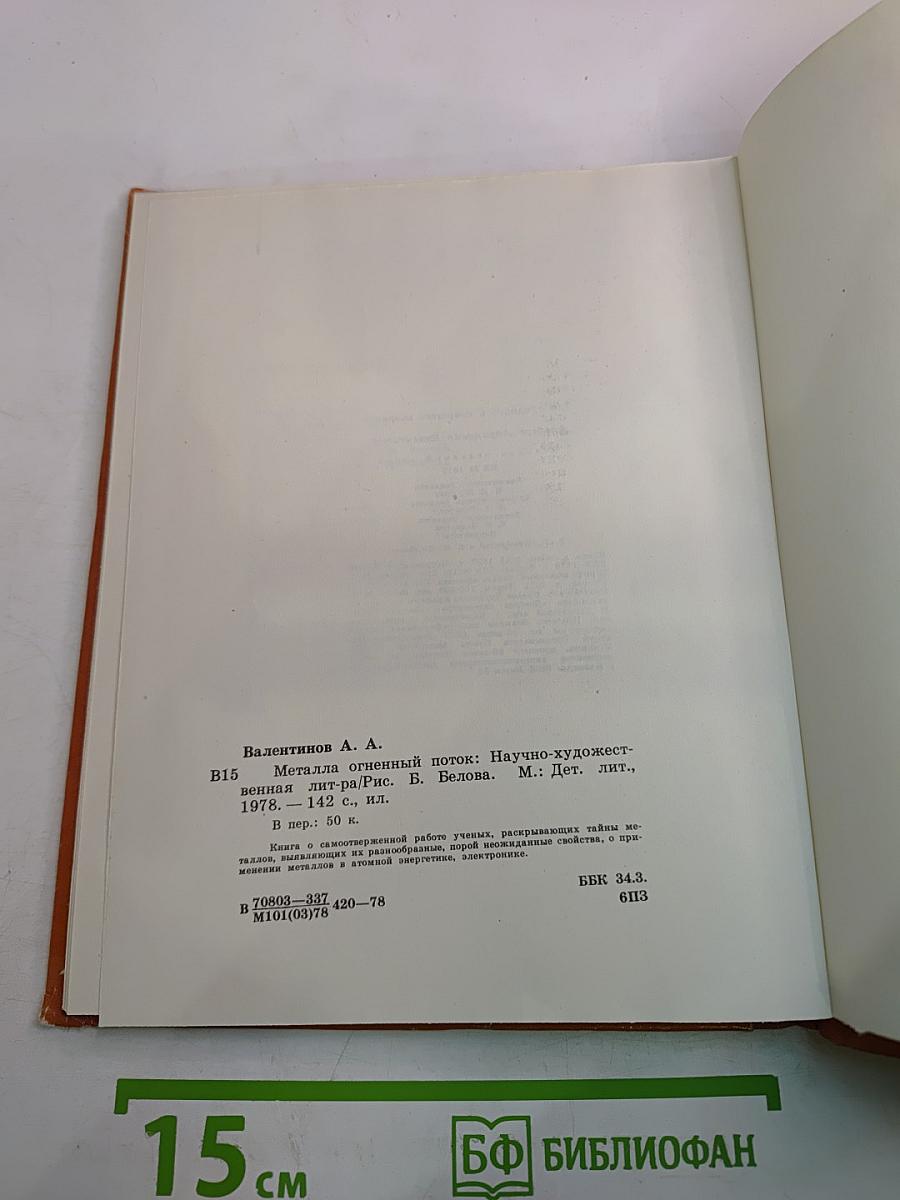 Валентинов А. А.
В15 Металла огненный поток: Научно-художест-
венная лит-ра/Рис. Б. Белова. М.: Дет. лит.,
1978. — 142 с., ил.
В пер.: 50 к.
Книга о самоотверженной работе ученых, раскрывающих тайны ме-
таллов, выявляющих их разнообразные, порой неожиданные свойства, о при-
менении металлов в атомной энергетике, электронике.
В 70803—337 420—78
М101(03)78
ББК 34.3.
6П3
15 см
БФ БИБЛИОФАН